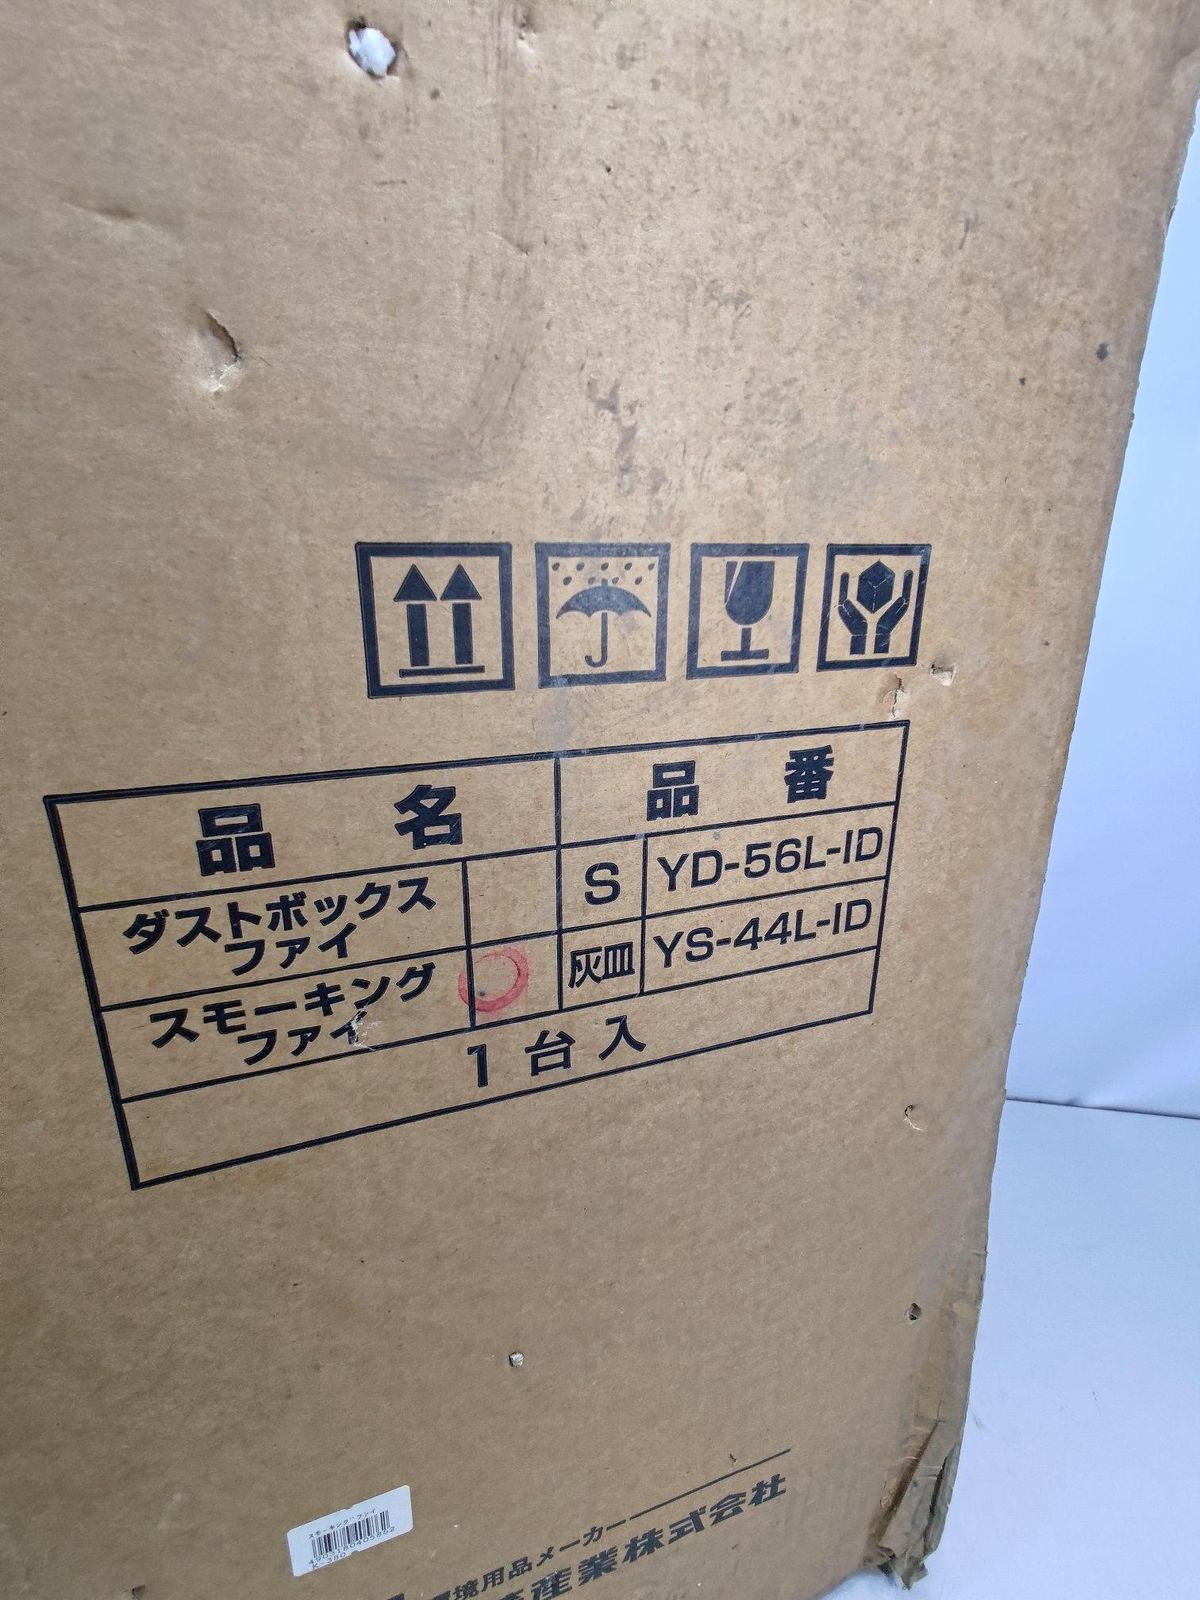 品名 品番
ダストボックス
ファイ
S YD-56L-ID
スモーキング
ファイ
灰皿 YS-44L-ID
1台入
スモーキング ファイ
K-380
境用品メーカー
産業株式会社